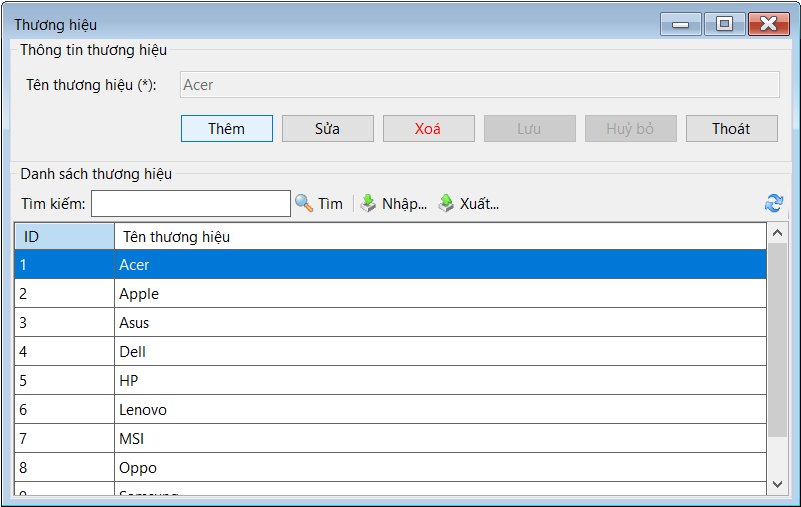 Thương hiệu
Thông tin thương hiệu
Tên thương hiệu (*): Acer
Thêm Sửa Xoá Lưu Huỷ bỏ Thoát
Danh sách thương hiệu
Tìm kiếm: Tìm Nhập... Xuất...
ID Tên thương hiệu
1 Acer
2 Apple
3 Asus
4 Dell
5 HP
6 Lenovo
7 MSI
8 Oppo
9 Samsung